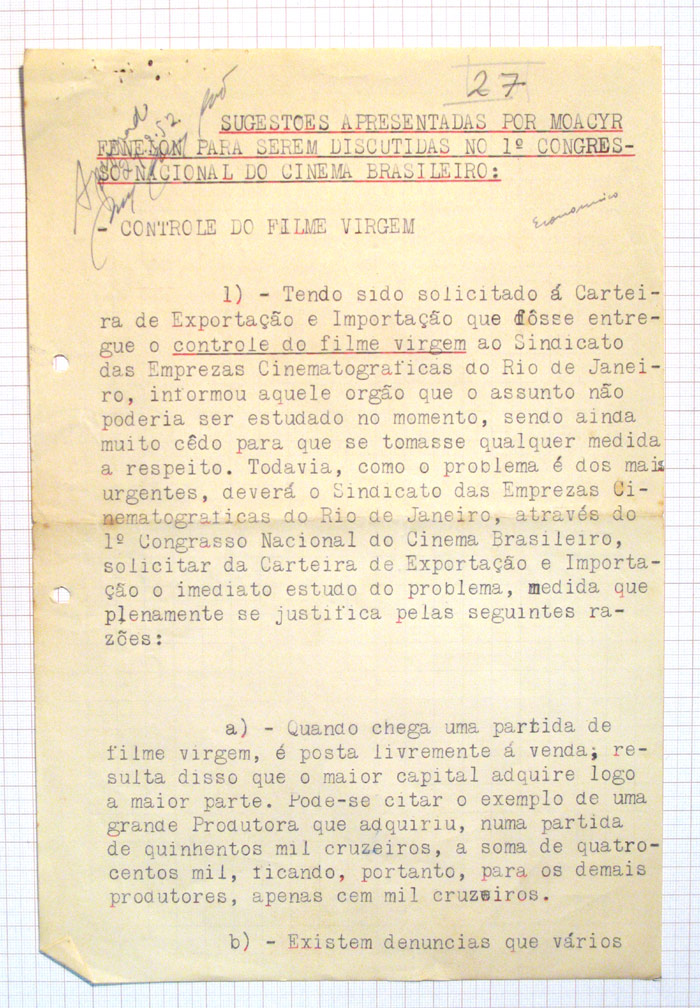 27
SUGESTOES APRESENTADAS POR MOACYR
FENELON PARA SEREM DISCUTIDAS NO 1º CONGRES-
SO NACIONAL DO CINEMA BRASILEIRO:
Economico
- CONTROLE DO FILME VIRGEM
1) - Tendo sido solicitado á Cartei-
ra de Exportação e Importação que fôsse entre-
gue o controle do filme virgem ao Sindicato
das Emprezas Cinematograficas do Rio de Janei-
ro, informou aquele orgão que o assunto não
poderia ser estudado no momento, sendo ainda
muito cêdo para que se tomasse qualquer medida
a respeito. Todavia, como o problema é dos mais
urgentes, deverá o Sindicato das Emprezas Ci-
nematograficas do Rio de Janeiro, através do
1º Congrasso Nacional do Cinema Brasileiro,
solicitar da Carteira de Exportação e Importa-
ção o imediato estudo do problema, medida que
plenamente se justifica pelas seguintes ra-
zões:
a) - Quando chega uma partida de
filme virgem, é posta livremente á venda; re-
sulta disso que o maior capital adquire logo
a maior parte. Pode-se citar o exemplo de uma
grande Produtora que adquiriu, numa partida
de quinhentos mil cruzeiros, a soma de quatro-
centos mil, ficando, portanto, para os demais
produtores, apenas cem mil cruzeiros.
b) - Existem denuncias que vários